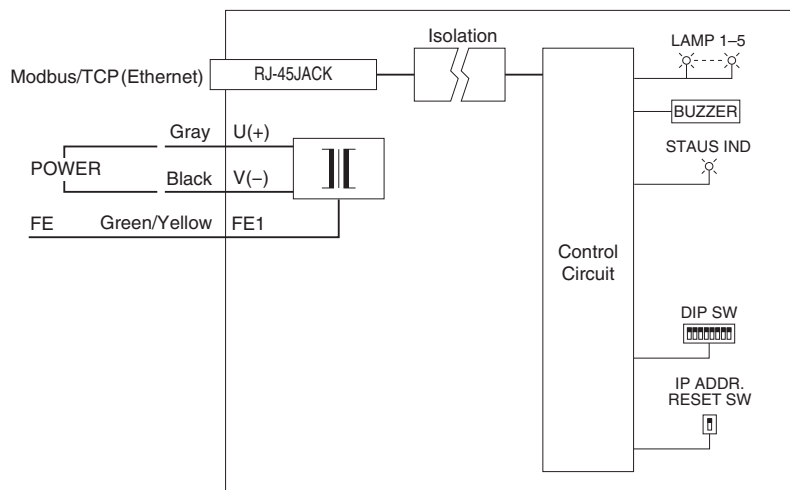 Isolation
LAMP 1–5
Modbus/TCP (Ethernet)
RJ-45JACK
BUZZER
Gray U(+)
STAUS IND
POWER
Black V(–)
FE Green/Yellow FE1
Control
Circuit
DIP SW
IP ADDR.
RESET SW